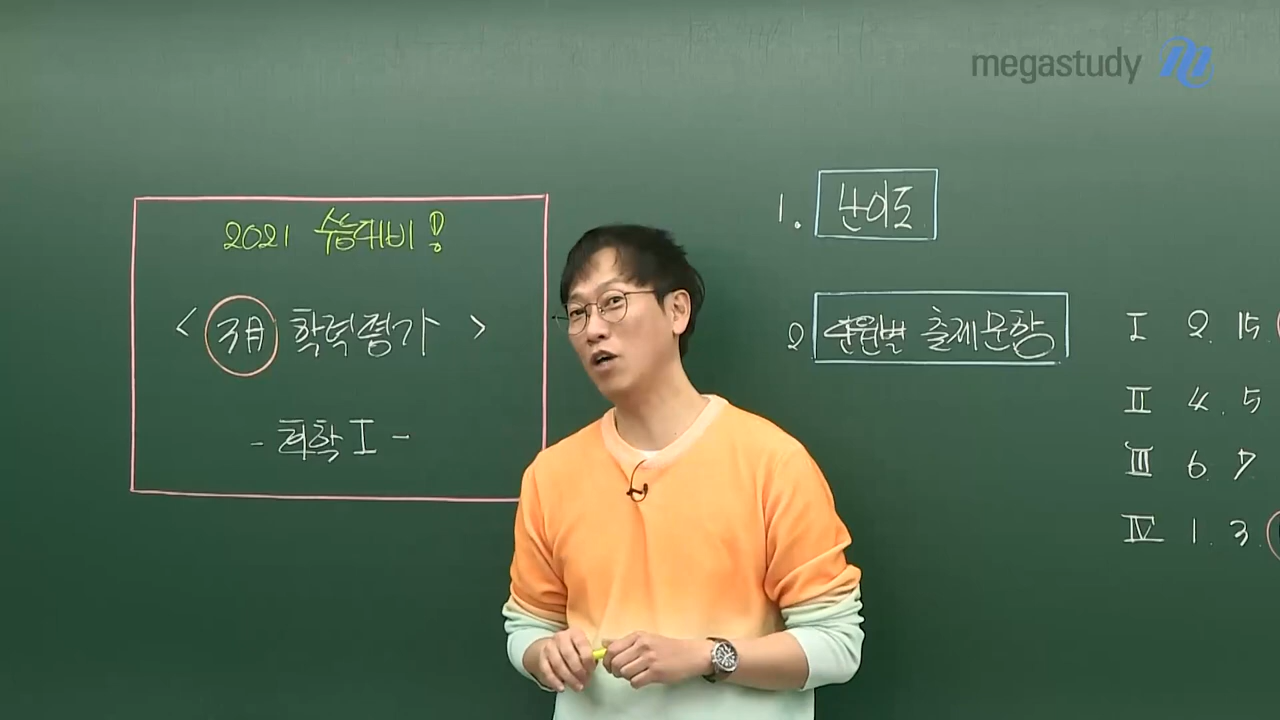 megastudy
2021 수능대비!
< 3月 학력평가 >
- 화학 I -
1. 난이도
2. 단원별 출제문항
I 2. 15.
II 4. 5
III 6. 7
IV 1. 3.